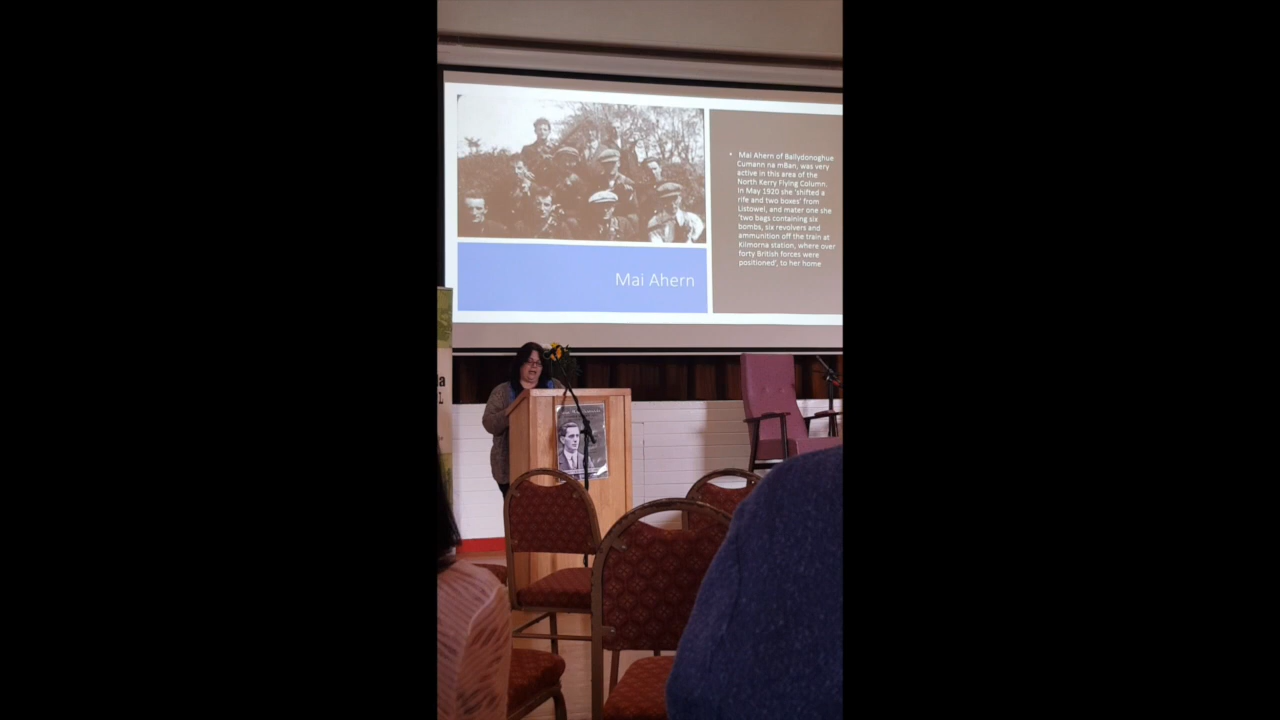 • Mai Ahern of Ballydonoghue
Cumann na mBan, was very
active in this area of the
North Kerry Flying Column.
In May 1920 she 'shifted a
rife and two boxes' from
Listowel, and mater one she
'two bags containing six
bombs, six revolvers and
ammunition off the train at
Kilmorna station, where over
forty British forces were
positioned', to her home
Mai Ahern